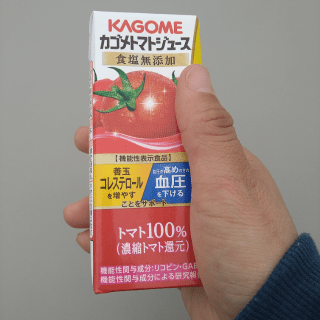 KAGOME
カゴメトマトジュース
食塩無添加
【機能性表示食品】
善玉
コレステロール
を増やす
高め
血圧
を下げる
ことをサポート
トマト100%
(濃縮トマト還元)
機能性関与成分:リコピン・GAB
機能性関与成分による研究報